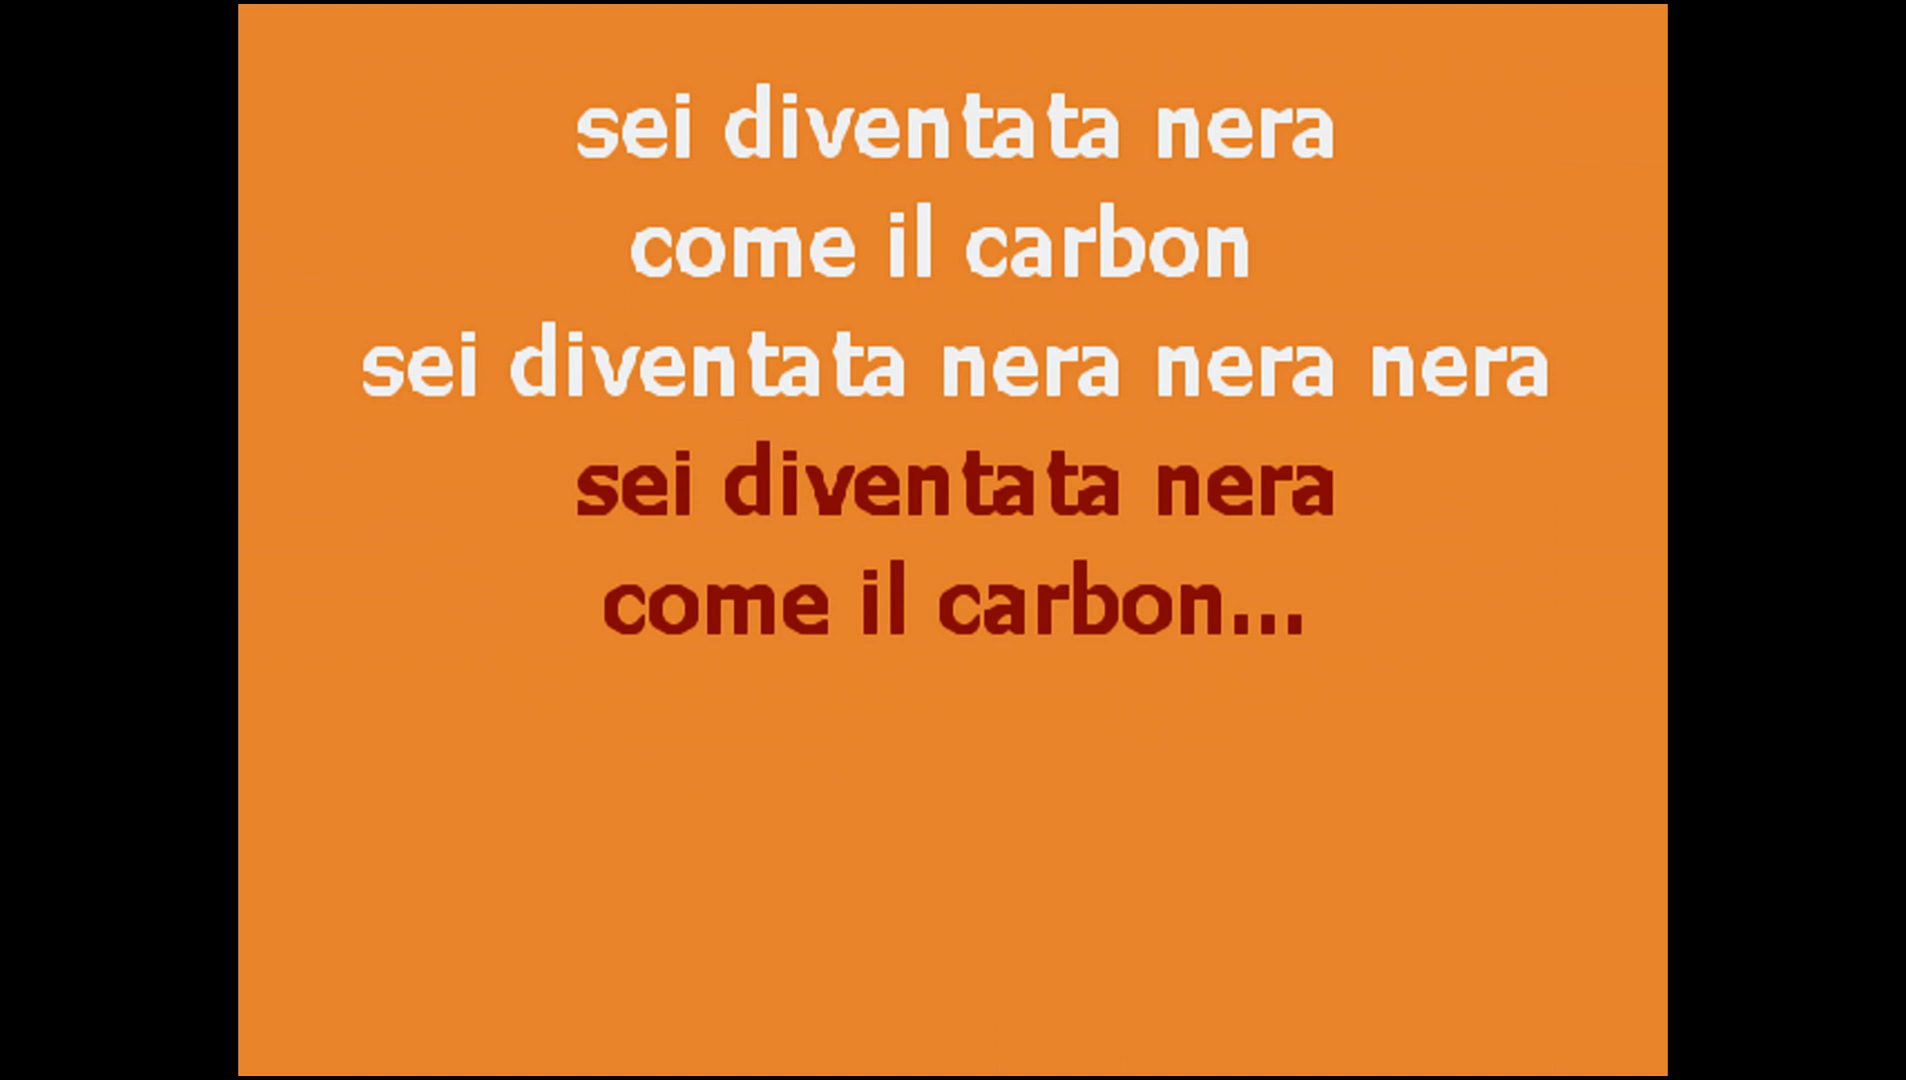 sei diventata nera
come il carbon
sei diventata nera nera nera
sei diventata nera
come il carbon...